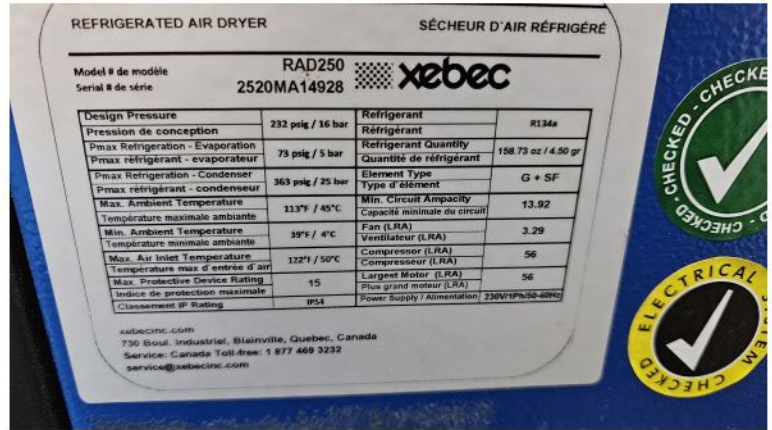 REFRIGERATED AIR DRYER
SÉCHEUR D'AIR RÉFRIGÉRÉ
Model # de modèle RAD250
Serial # de série 2520MA14928
xebec
Design Pressure
Pression de conception
232 psig / 16 bar
Refrigerant
Réfrigérant
R134a
Pmax Refrigeration - Evaporation
Pmax réfrigérant - evaporateur
73 psig / 5 bar
Refrigerant Quantity
Quantité de réfrigérant
158.73 oz / 4.50 gr
Pmax Refrigeration - Condenser
Pmax réfrigérant - condenseur
363 psig / 25 bar
Element Type
Type d'élément
G + SF
Max. Ambient Temperature
Température maximale ambiante
113°F / 45°C
Min. Circuit Ampacity
Capacité minimale du circuit
13.92
Min. Ambient Temperature
Température minimale ambiante
39°F / 4°C
Fan (LRA)
Ventilateur (LRA)
3.29
Max. Air Inlet Temperature
Température max d'entrée d'air
122°F / 50°C
Compressor (LRA)
Compresseur (LRA)
56
Max. Protective Device Rating
Indice de protection maximale
15
Largest Motor (LRA)
Plus grand moteur (LRA)
56
Classement IP Rating
IP54
Power Supply / Alimentation
230V/1Ph/50-60Hz
xebecinc.com
730 Boul. Industriel, Blainville, Quebec, Canada
Service: Canada Toll-free: 1 877 469 3232
service@xebecinc.com
CHECKED - CHECKED - CHECKED -
ELECTRICAL SYSTEM
CHECKED